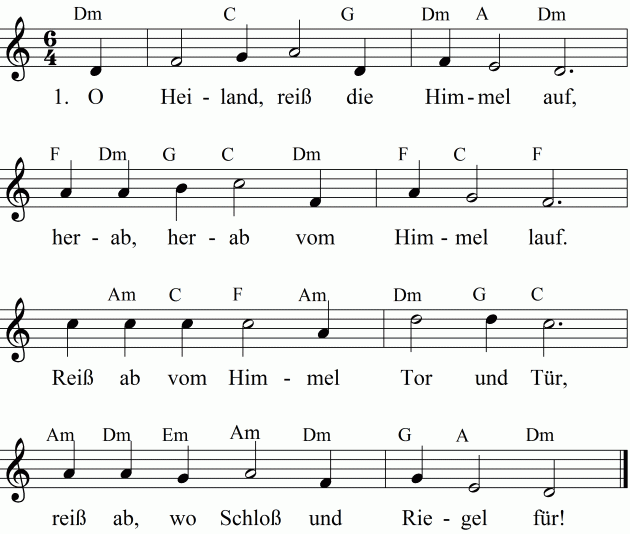 Dm C G Dm A Dm
6
4
1. O Hei - land, reiß die Him - mel auf,
F Dm G C Dm F C F
her - ab, her - ab vom Him - mel lauf.
Am C F Am Dm G C
Reiß ab vom Him - mel Tor und Tür,
Am Dm Em Am Dm G A Dm
reiß ab, wo Schloß und Rie - gel für!